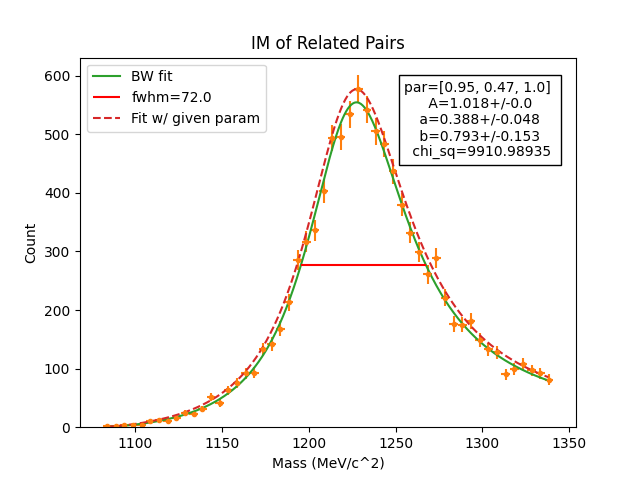 IM of Related Pairs
BW fit
fwhm=72.0
Fit w/ given param
par=[0.95, 0.47, 1.0]
A=1.018+/-0.0
a=0.388+/-0.048
b=0.793+/-0.153
chi_sq=9910.98935
600
500
400
300
200
100
0
Count
1100
1150
1200
1250
1300
1350
Mass (MeV/c^2)